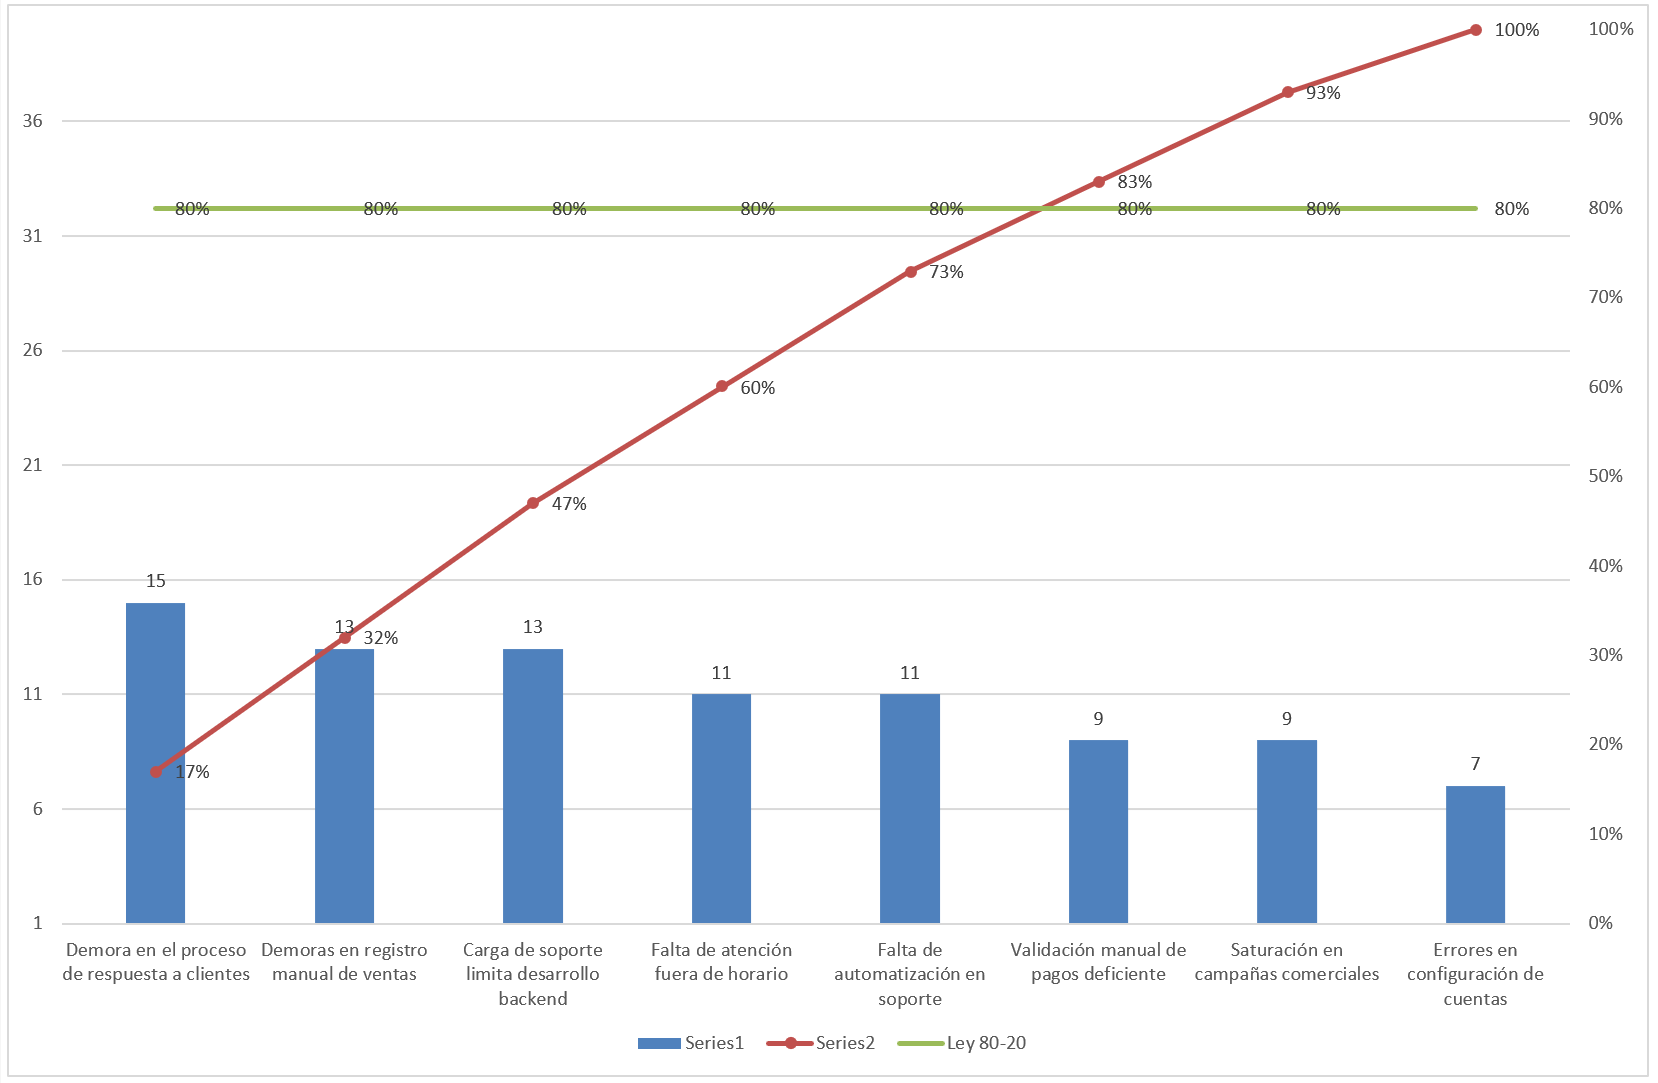 100%
100%
93%
36
90%
83%
80%
80%
80%
80%
80%
80%
80%
80%
80%
31
73%
70%
26
60%
60%
21
50%
47%
16
15
40%
13
32%
13
30%
11
11
11
9
9
7
20%
17%
6
10%
1
0%
Demora en el proceso
de respuesta a clientes
Demoras en registro
manual de ventas
Carga de soporte
limita desarrollo
backend
Falta de atención
fuera de horario
Falta de
automatización en
soporte
Validación manual de
pagos deficiente
Saturación en
campañas comerciales
Errores en
configuración de
cuentas
Series1
Series2
Ley 80-20